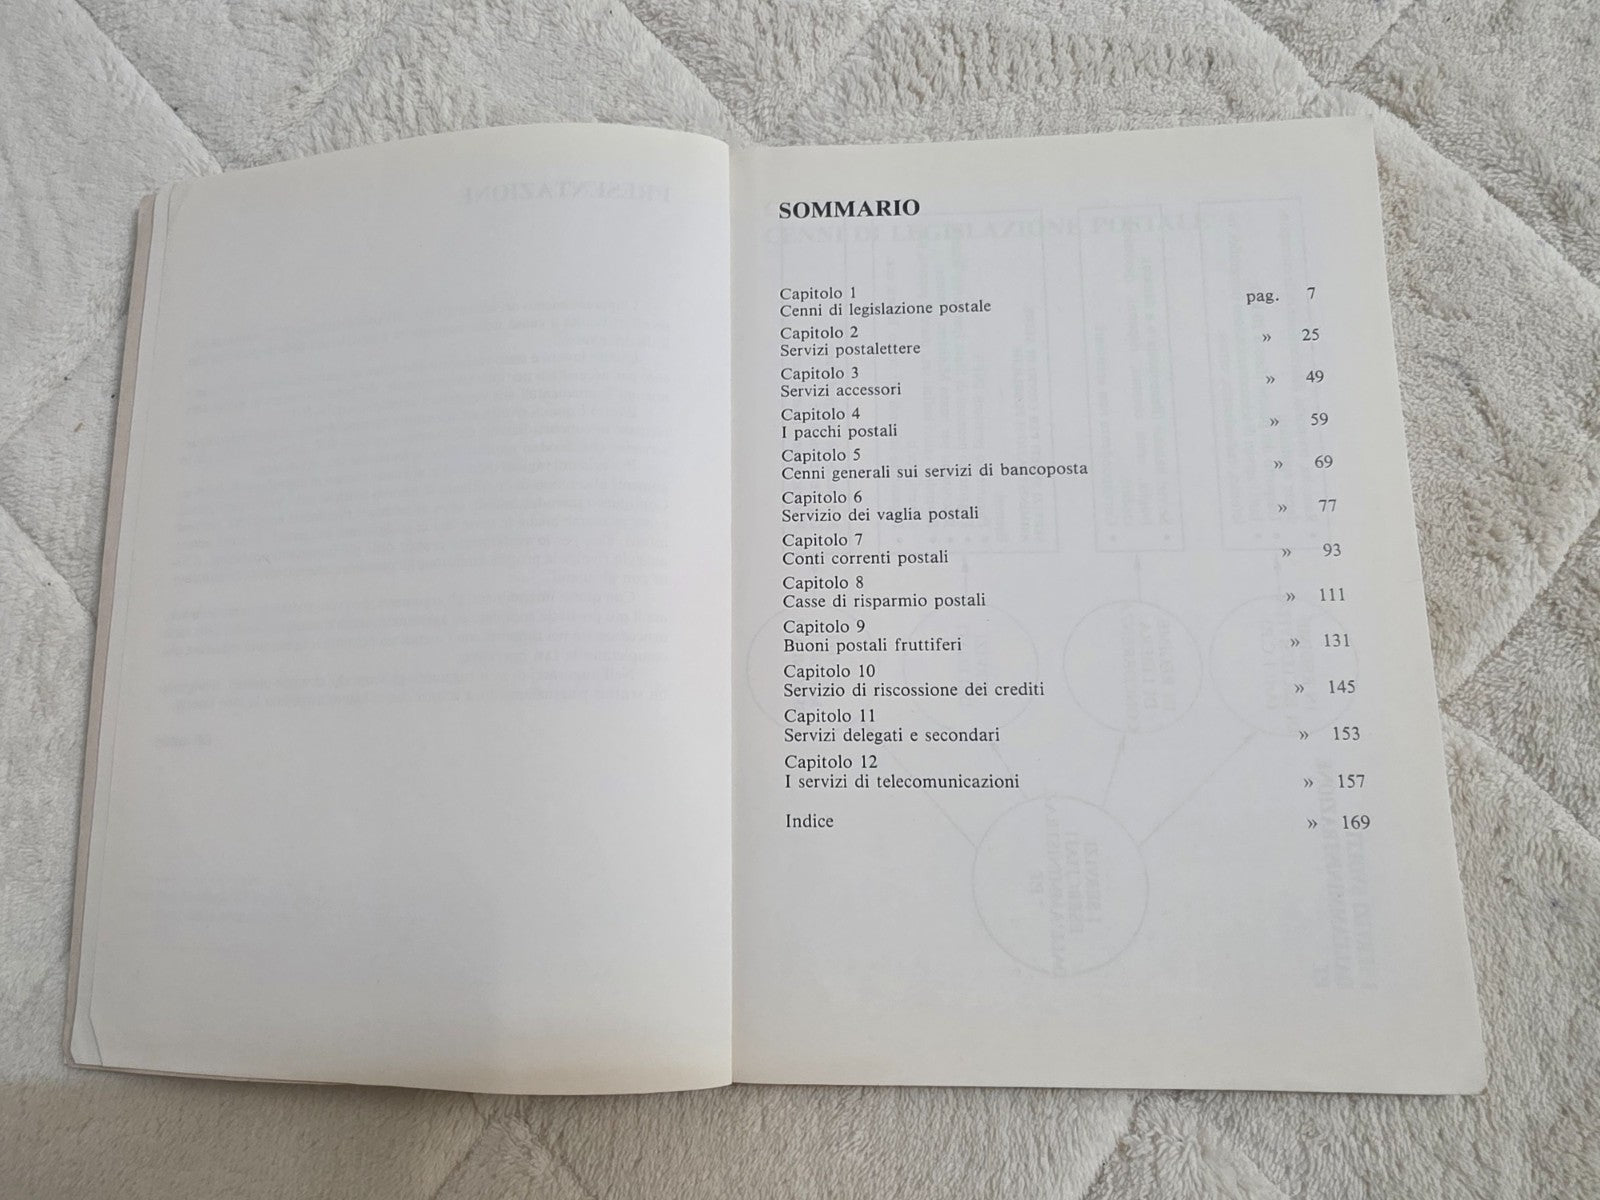 SOMMARIO
Capitolo 1
Cenni di legislazione postale pag. 7
Capitolo 2
Servizi postalettere » 25
Capitolo 3
Servizi accessori » 49
Capitolo 4
I pacchi postali » 59
Capitolo 5
Cenni generali sui servizi di bancoposta » 69
Capitolo 6
Servizio dei vaglia postali » 77
Capitolo 7
Conti correnti postali » 93
Capitolo 8
Casse di risparmio postali » 111
Capitolo 9
Buoni postali fruttiferi » 131
Capitolo 10
Servizio di riscossione dei crediti » 145
Capitolo 11
Servizi delegati e secondari » 153
Capitolo 12
I servizi di telecomunicazioni » 157
Indice » 169